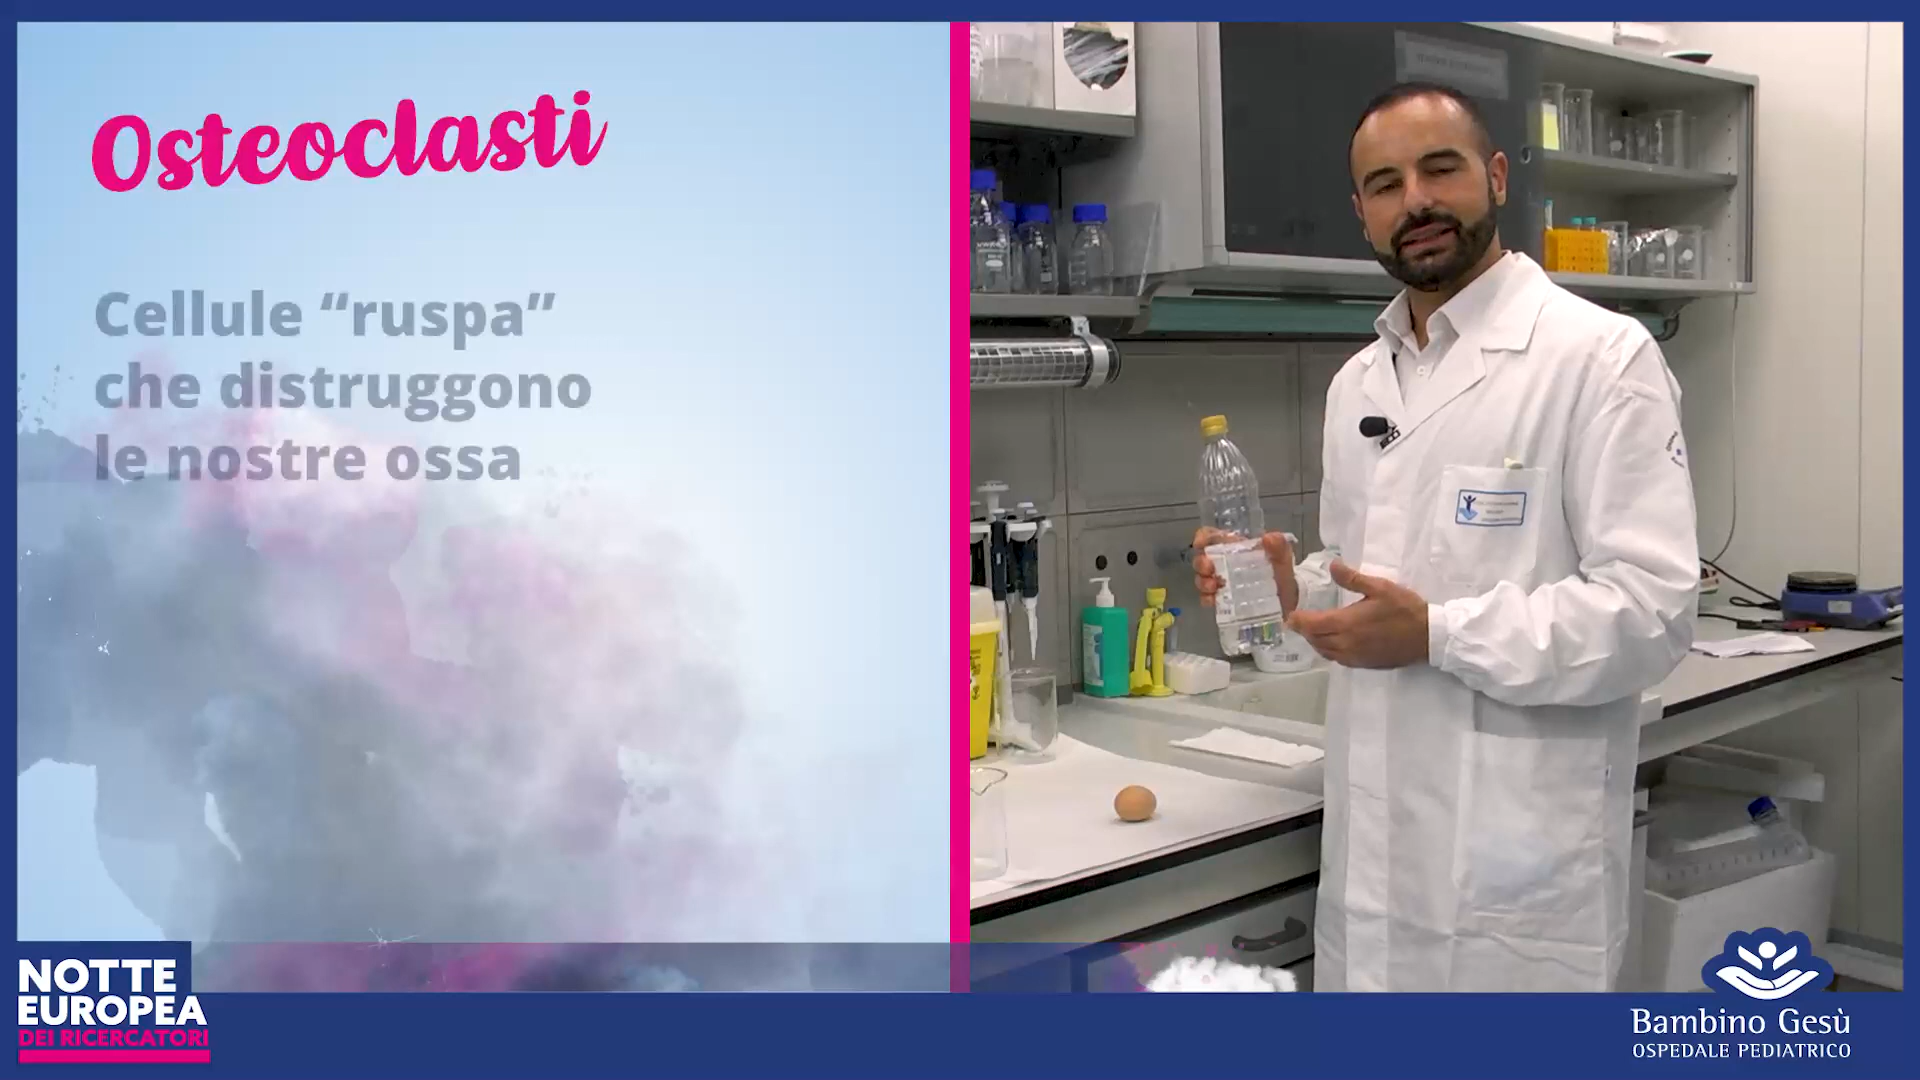 Osteoclasti
Cellule “ruspa”
che distruggono
le nostre ossa
NOTTE
EUROPEA
DEI RICERCATORI
Bambino Gesù
OSPEDALE PEDIATRICO